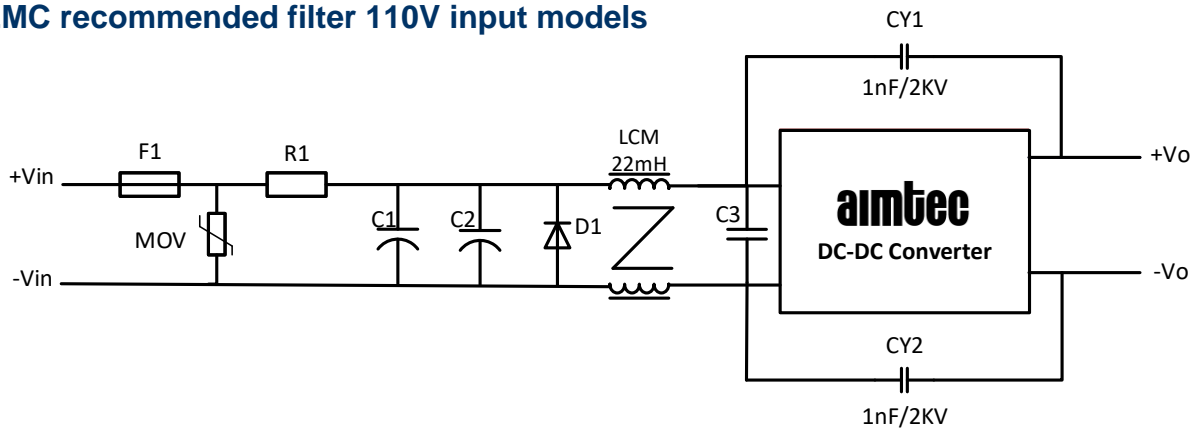 MC recommended filter 110V input models
CY1
1nF/2KV
F1
R1
LCM
22mH
+Vin
+Vo
MOV
C1
C2
D1
C3
aimtec
DC-DC Converter
-Vin
-Vo
CY2
1nF/2KV